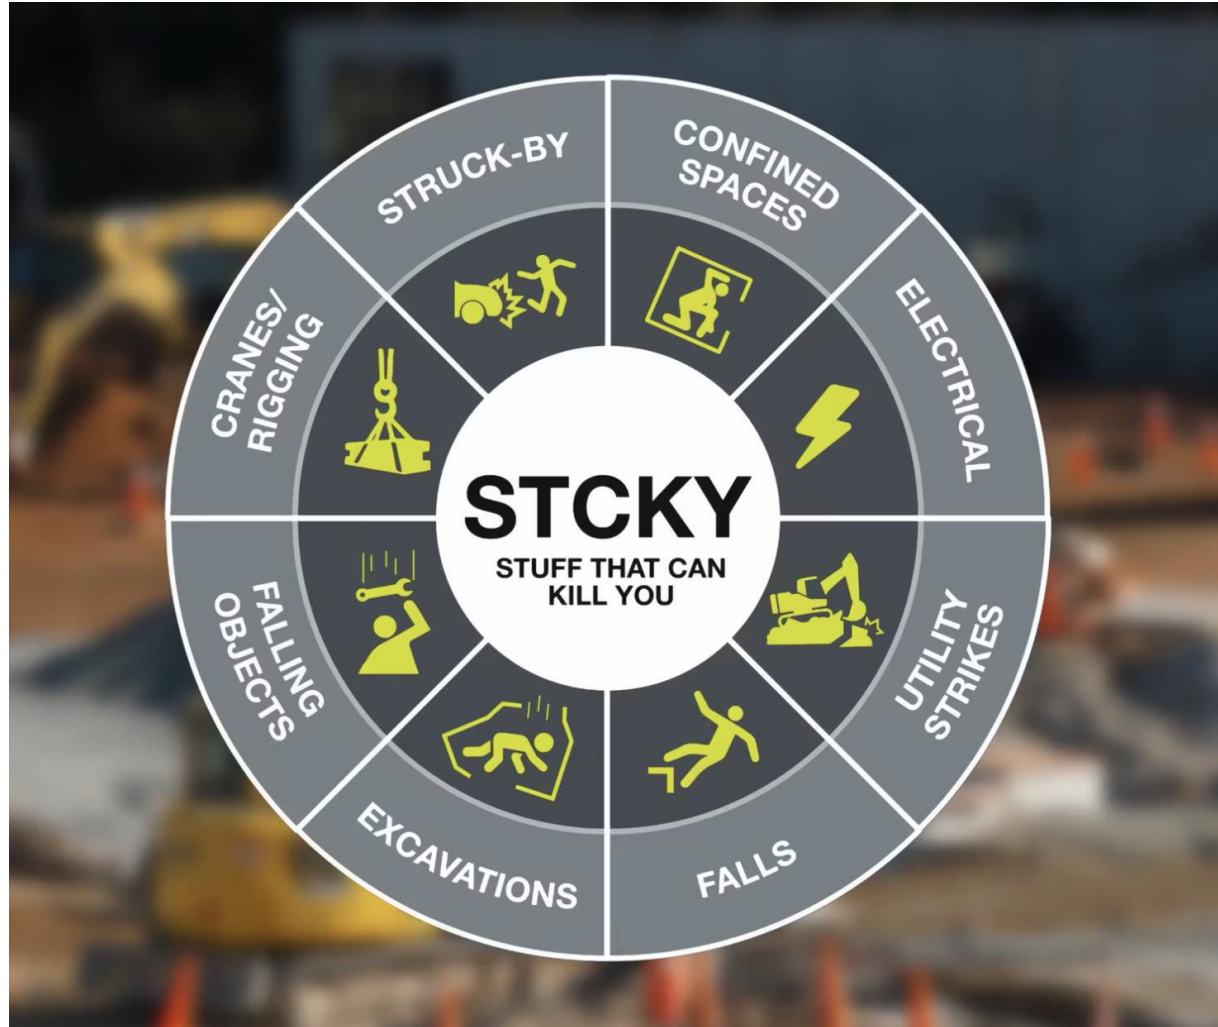 STCKY
STUFF THAT CAN
KILL YOU
CONFINED
SPACES
ELECTRICAL
UTILITY
STRIKES
FALLS
EXCAVATIONS
FALLING
OBJECTS
CRANES/
RIGGING
STRUCK-BY